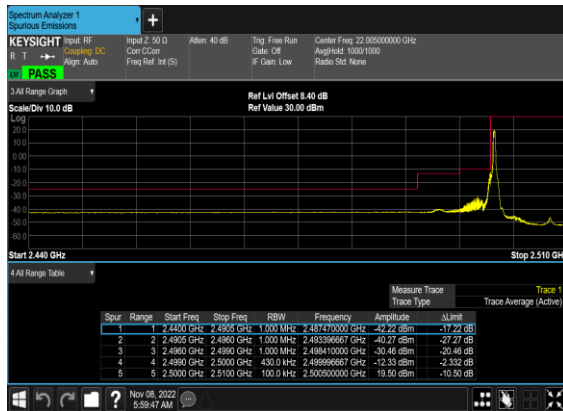 Spectrum Analyzer 1
Spurious Emissions
KEYSIGHT Input: RF Input Z: 50 Ω Atten: 40 dB Trig: Free Run Center Freq: 22.005000000 GHz
R T Coupling: DC Corr CCorr Gate: Off Avg|Hold: 1000/1000
Align: Auto Freq Ref: Int (S) IF Gain: Low Radio Std: None
PASS
3 All Range Graph
Ref Lvl Offset 8.40 dB
Scale/Div 10.0 dB Ref Value 30.00 dBm
Log
20.0
10.0
0.00
-10.0
-20.0
-30.0
-40.0
-50.0
-60.0
Start 2.440 GHz Stop 2.510 GH
4 All Range Table
Measure Trace Trace 1
Trace Type Trace Average (Active)
Spur Range Start Freq Stop Freq RBW Frequency Amplitude ΔLimit
1 1 2.4400 GHz 2.4905 GHz 1.000 MHz 2.487470000 GHz -42.22 dBm -17.22 dB
2 2 2.4905 GHz 2.4960 GHz 1.000 MHz 2.493396667 GHz -40.27 dBm -27.27 dB
3 3 2.4960 GHz 2.4990 GHz 1.000 MHz 2.498410000 GHz -30.46 dBm -20.46 dB
4 4 2.4990 GHz 2.5000 GHz 430.0 kHz 2.499996667 GHz -12.33 dBm -2.332 dB
5 5 2.5000 GHz 2.5100 GHz 100.0 kHz 2.500500000 GHz 19.50 dBm -10.50 dB
Nov 08, 2022
5:59:47 AM